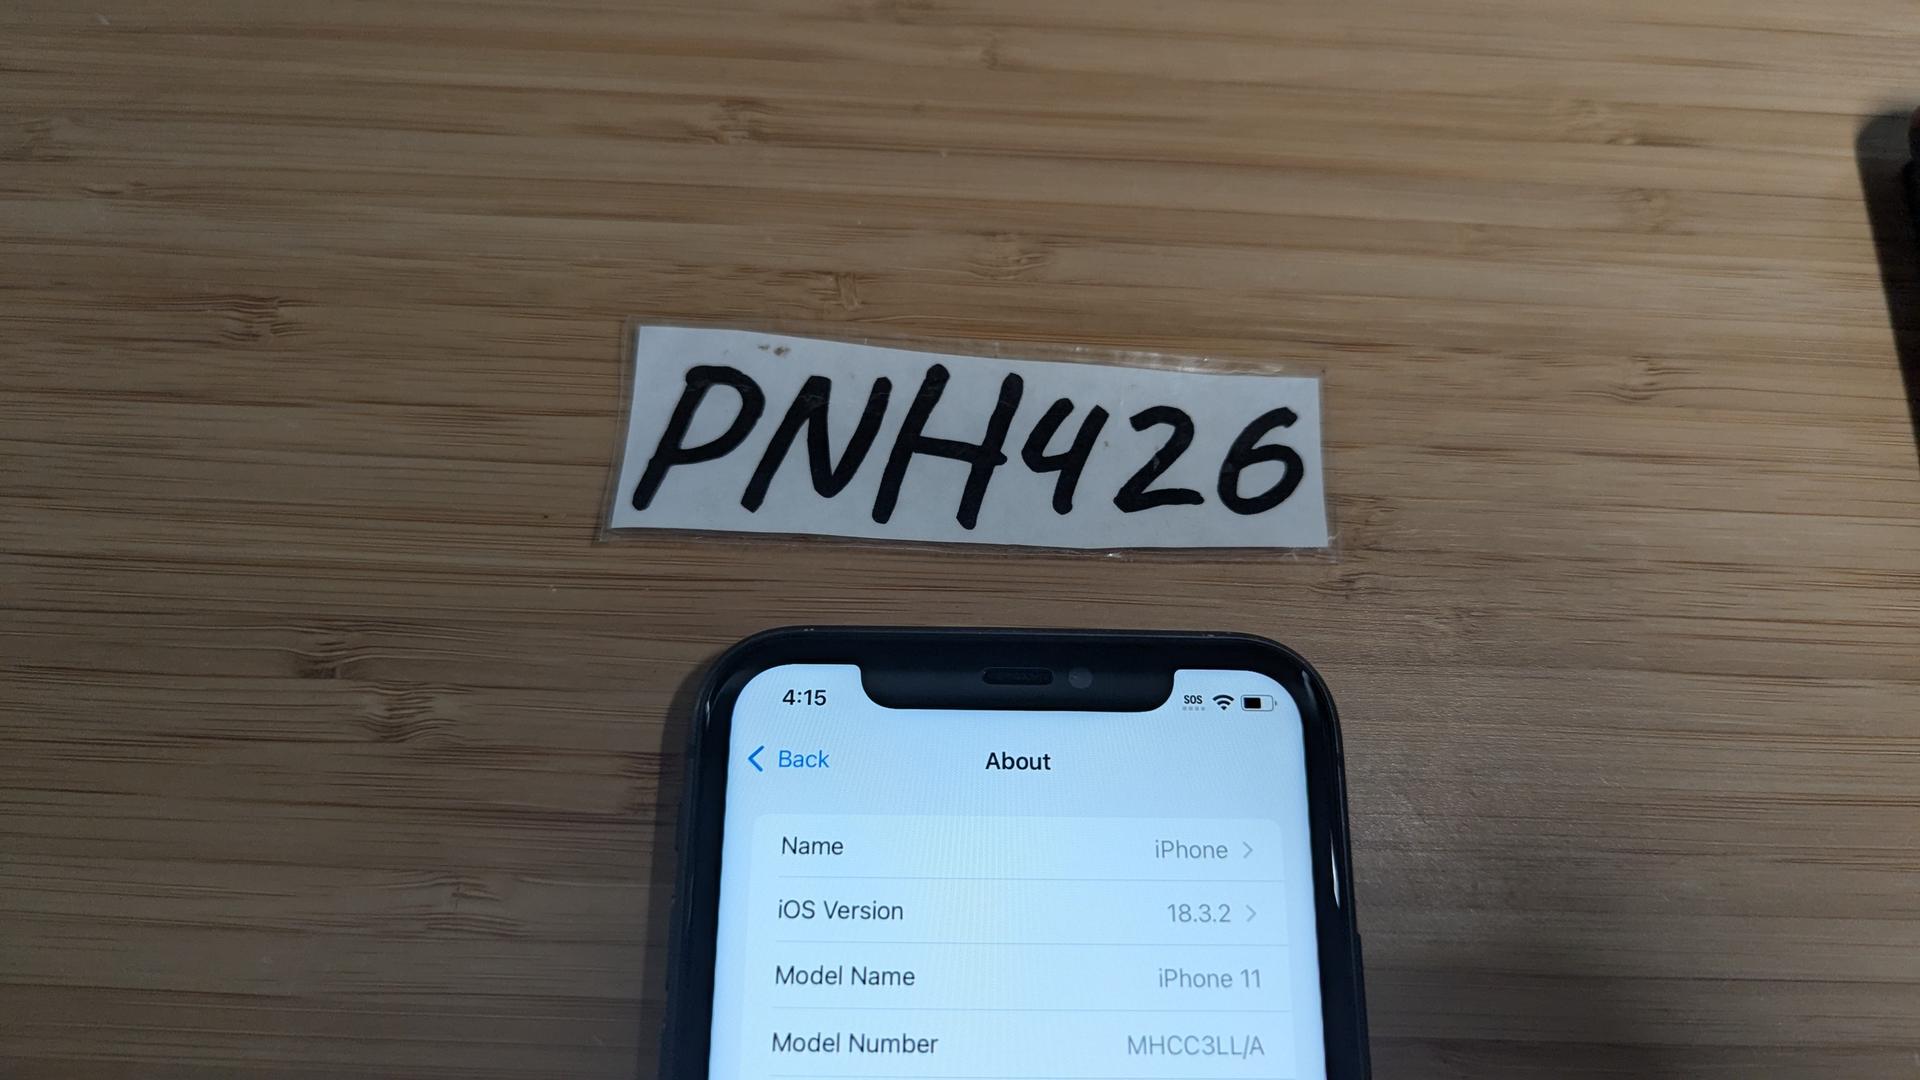 PNH426
4:15 SOS
Back About
Name iPhone
iOS Version 18.3.2
Model Name iPhone 11
Model Number MHCC3LL/A